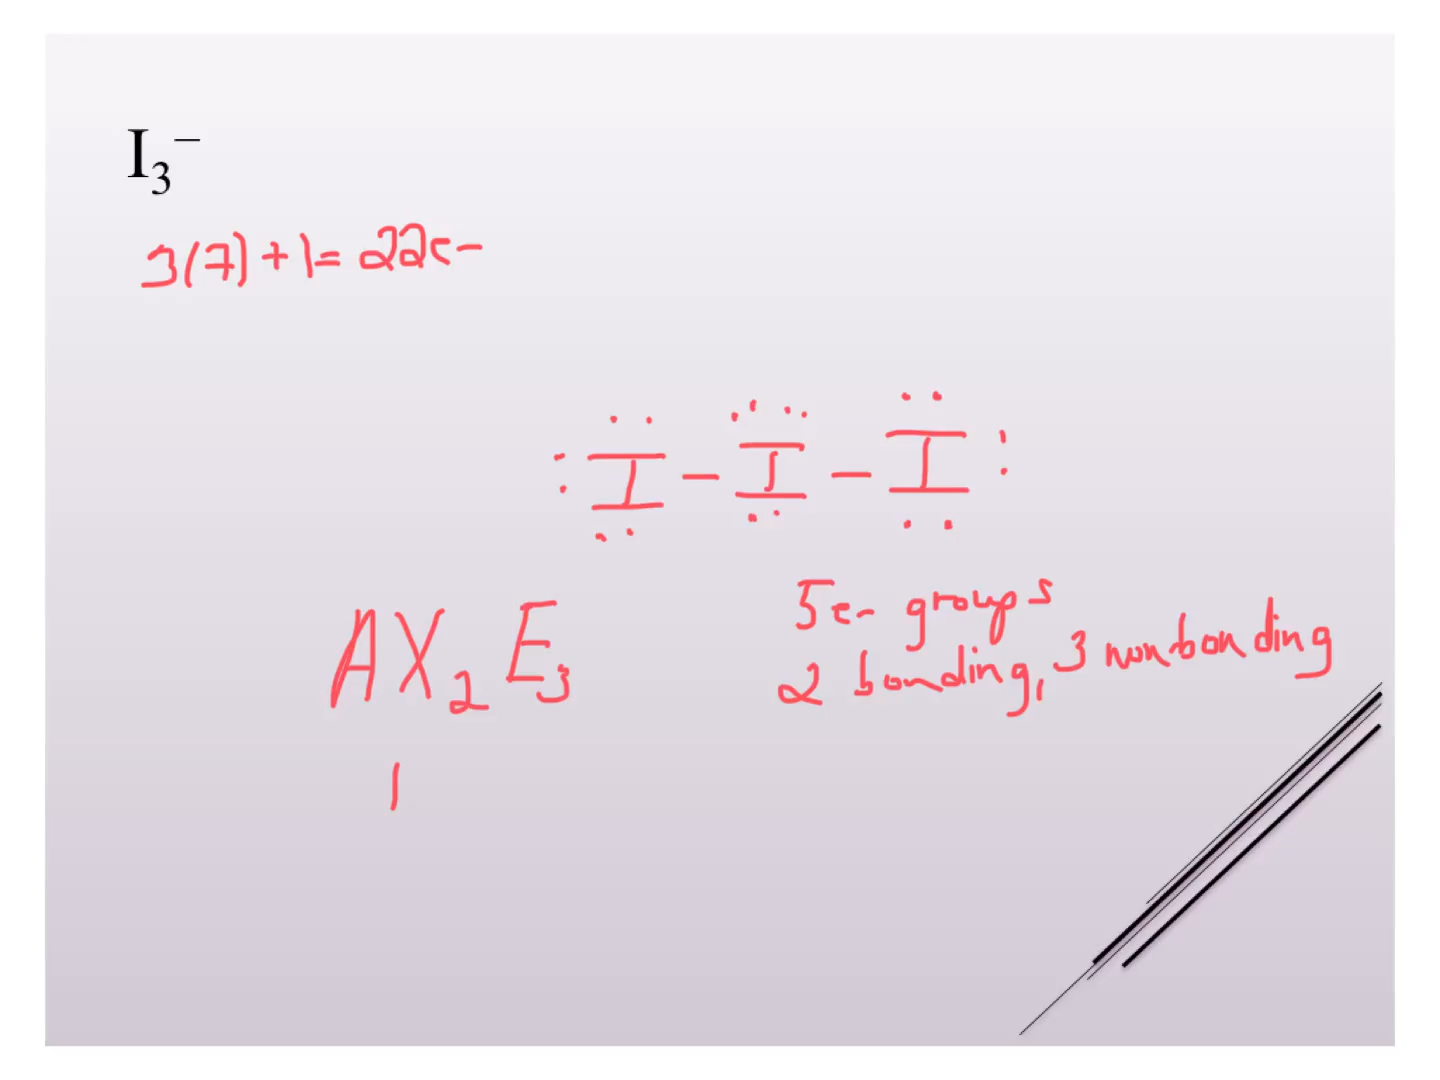 I₃⁻
3(7)+1=22e-
: I - I - I :
5e- groups
AX₂E₃
2 bonding, 3 nonbonding
l